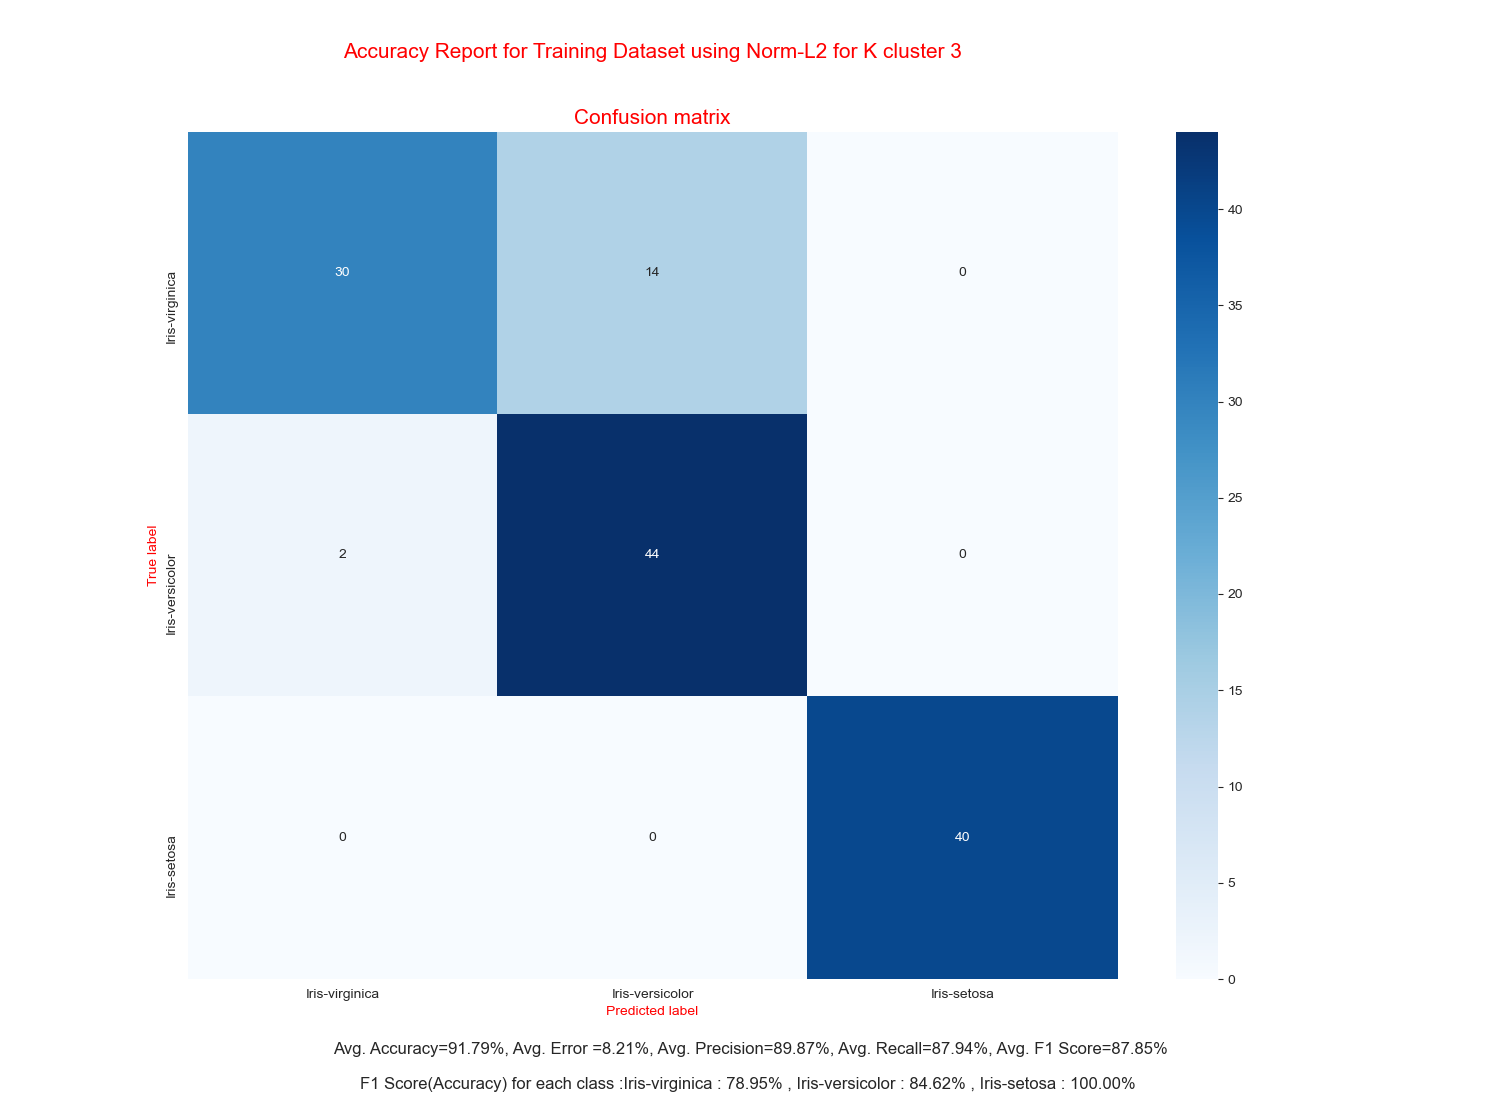 Accuracy Report for Training Dataset using Norm-L2 for K cluster 3
Confusion matrix
Iris-virginica
30
14
0
True label
Iris-versicolor
2
44
0
Iris-setosa
0
0
40
Iris-virginica
Iris-versicolor
Iris-setosa
Predicted label
40
35
30
25
20
15
10
5
0
Avg. Accuracy=91.79%, Avg. Error =8.21%, Avg. Precision=89.87%, Avg. Recall=87.94%, Avg. F1 Score=87.85%
F1 Score(Accuracy) for each class :Iris-virginica : 78.95% , Iris-versicolor : 84.62% , Iris-setosa : 100.00%